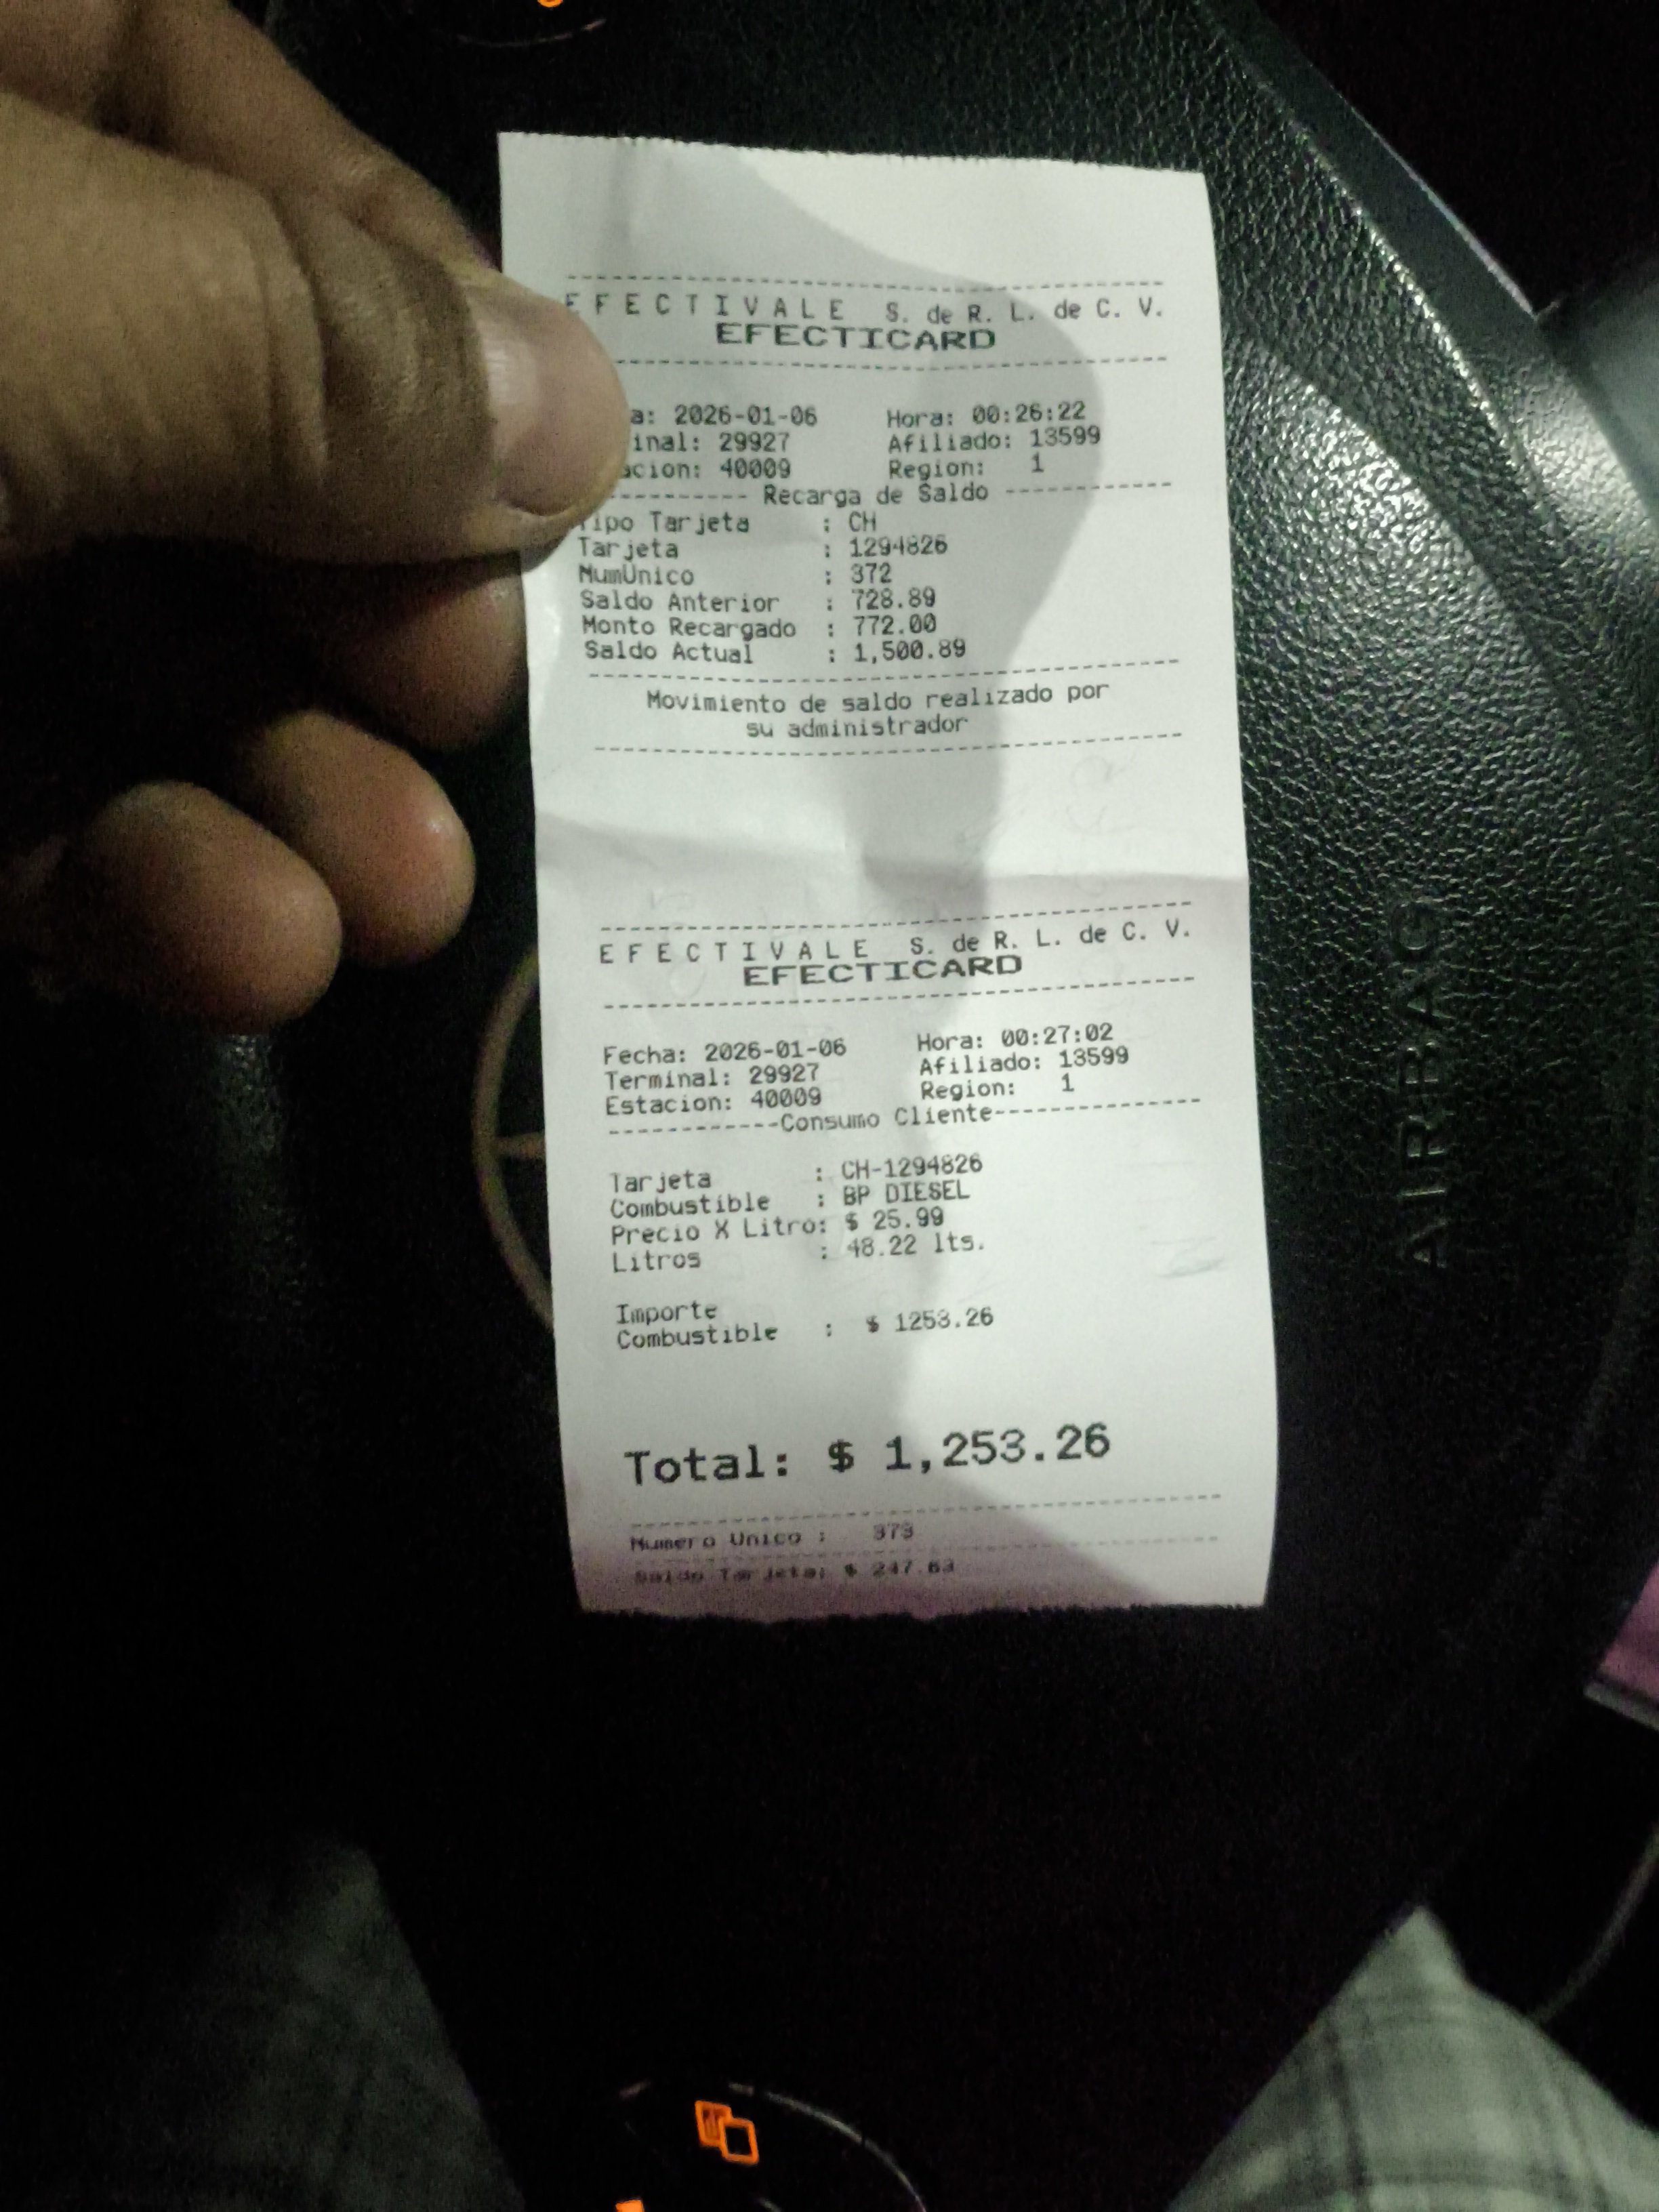 EFECTIVALE S. de R. L. de C. V.
EFECTICARD
a: 2026-01-06 Hora: 00:26:22
inal: 29927 Afiliado: 13599
acion: 40009 Region: 1
---------- Recarga de Saldo ------------
Tipo Tarjeta : CH
Tarjeta : 1294826
NumUnico : 372
Saldo Anterior : 728.89
Monto Recargado : 772.00
Saldo Actual : 1,500.89
Movimiento de saldo realizado por
su administrador
EFECTIVALE S. de R. L. de C. V.
EFECTICARD
Fecha: 2026-01-06 Hora: 00:27:02
Terminal: 29927 Afiliado: 13599
Estacion: 40009 Region: 1
------------Consumo Cliente---------------
Tarjeta : CH-1294826
Combustible : BP DIESEL
Precio X Litro: $ 25.99
Litros : 48.22 lts.
Importe
Combustible : $ 1253.26
Total: $ 1,253.26
Numero Unico : 373
Saldo Tarjeta: $ 247.63
AIRBAG